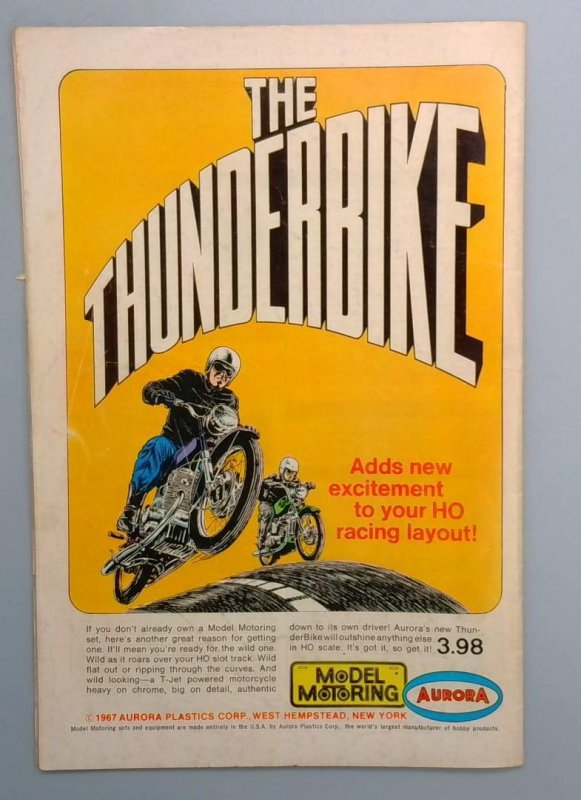 THE
THUNDERBIKE
Adds new
excitement
to your HO
racing layout!
If you don't already own a Model Motoring
set, here's another great reason for getting
one. It'll mean you're ready for the wild one.
Wild as it roars over your HO slot track. Wild
flat out or ripping through the curves. And
wild looking—a T-Jet powered motorcycle
heavy on chrome, big on detail, authentic
down to its own driver! Aurora's new Thun-
derBike will outshine anything else
in HO scale. It's got it, so get it! 3.98
MODEL
MOTORING
AURORA
© 1967 AURORA PLASTICS CORP., WEST HEMPSTEAD, NEW YORK
Model Motoring sets and equipment are made entirely in the U.S.A. by Aurora Plastics Corp., the world's largest manufacturer of hobby products.